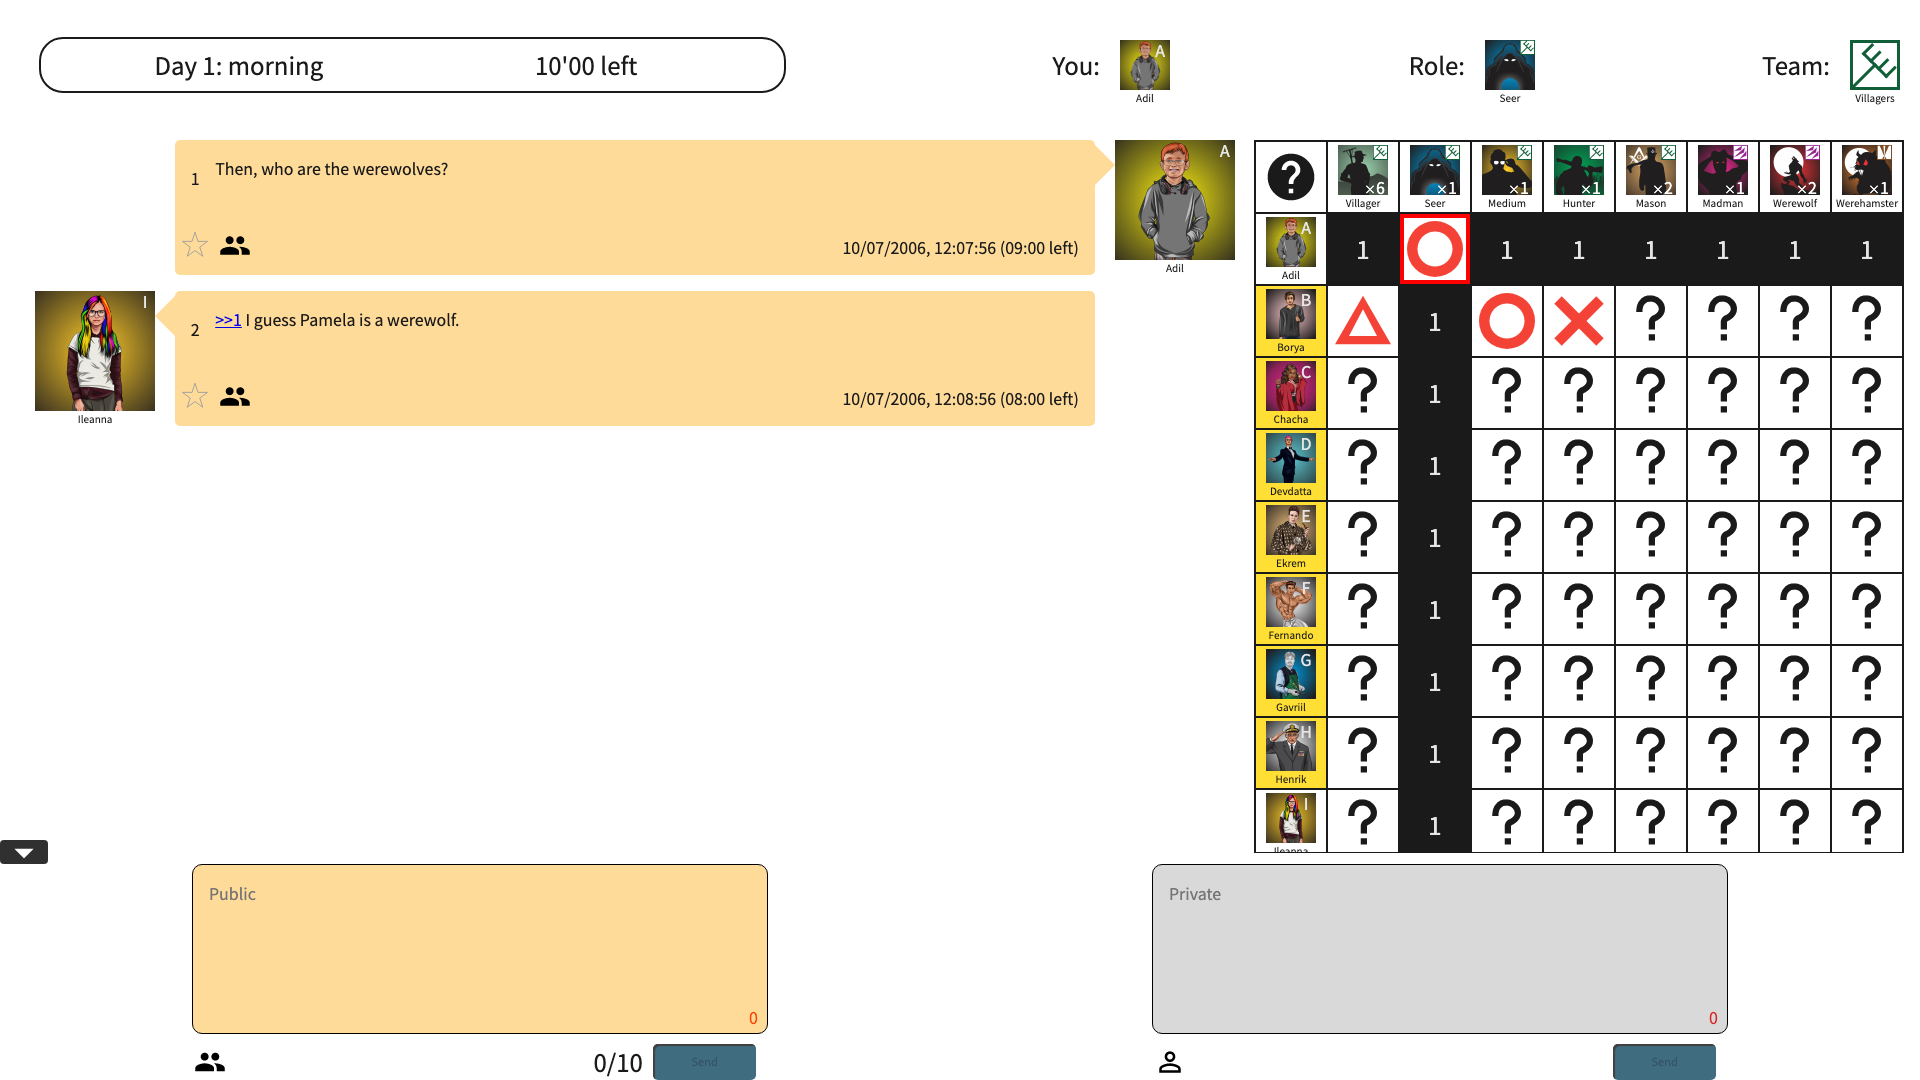 Day 1: morning
10'00 left
You:
A
Adil
Role:
Seer
Team:
Villagers
1
Then, who are the werewolves?
10/07/2006, 12:07:56 (09:00 left)
A
Adil
I
Ileanna
2
>>1 I guess Pamela is a werewolf.
10/07/2006, 12:08:56 (08:00 left)
?
×6
Villager
×1
Seer
×1
Medium
×1
Hunter
×2
Mason
×1
Madman
×2
Werewolf
×1
Werehamster
A
Adil
1 1 1 1 1 1 1
B
Borya
1 ? ? ? ?
C
Chacha
? 1 ? ? ? ? ? ?
D
Devdatta
? 1 ? ? ? ? ? ?
E
Ekrem
? 1 ? ? ? ? ? ?
F
Fernando
? 1 ? ? ? ? ? ?
G
Gavriil
? 1 ? ? ? ? ? ?
H
Henrik
? 1 ? ? ? ? ? ?
I
Ileanna
? 1 ? ? ? ? ? ?
Public
0
0/10
Send
Private
0
Send